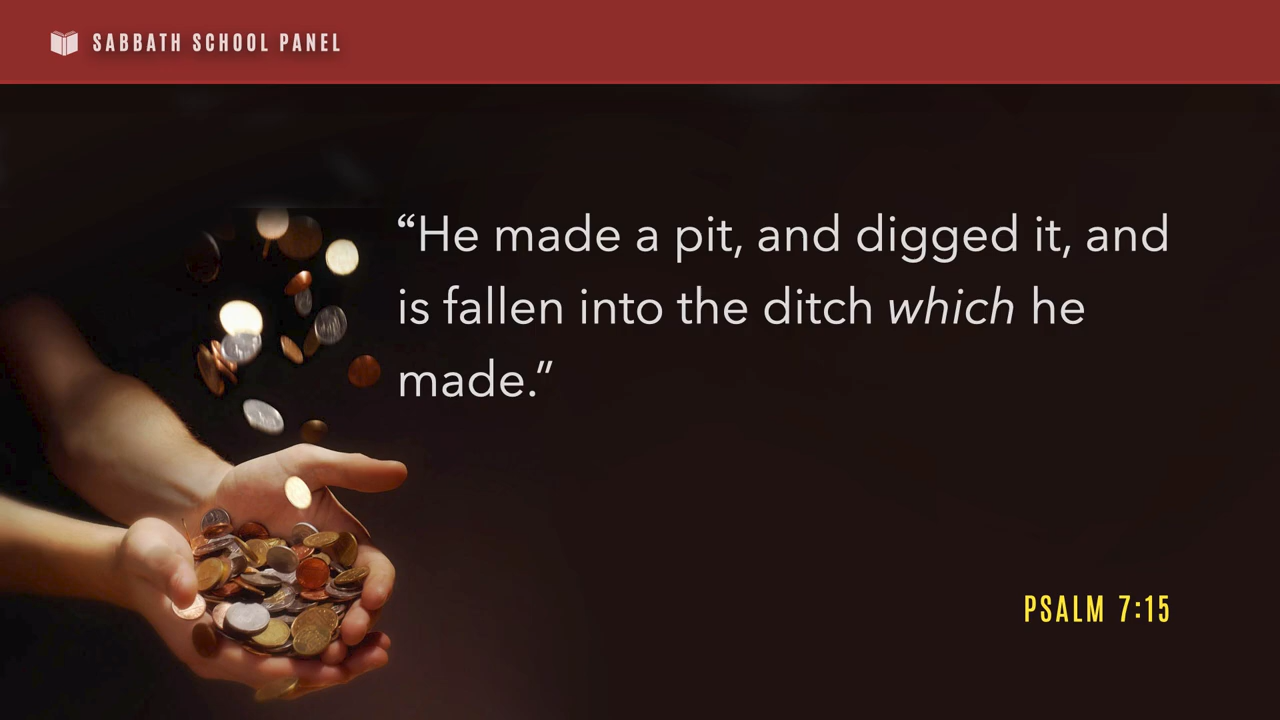 SABBATH SCHOOL PANEL
“He made a pit, and digged it, and
is fallen into the ditch which he
made.”
PSALM 7:15